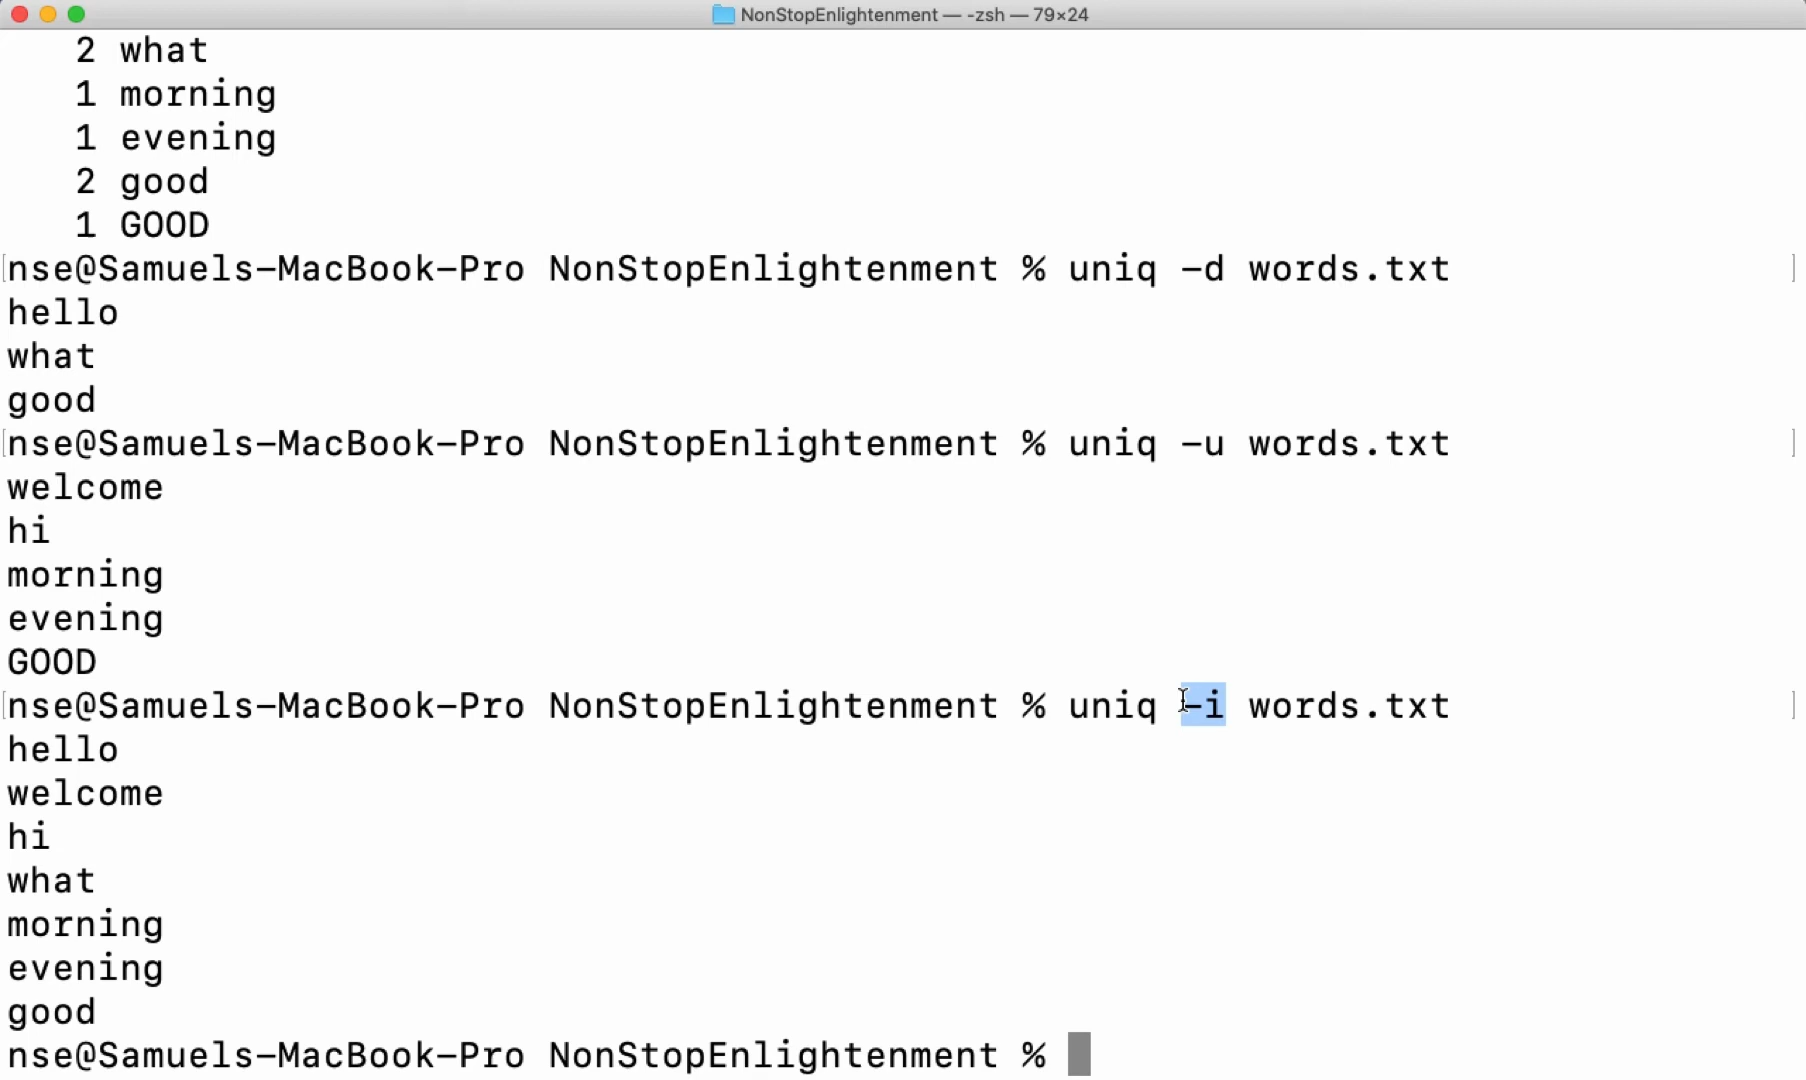 NonStopEnlightenment — -zsh — 79×24
2 what
1 morning
1 evening
2 good
1 GOOD
nse@Samuels-MacBook-Pro NonStopEnlightenment % uniq -d words.txt
hello
what
good
nse@Samuels-MacBook-Pro NonStopEnlightenment % uniq -u words.txt
welcome
hi
morning
evening
GOOD
nse@Samuels-MacBook-Pro NonStopEnlightenment % uniq -i words.txt
hello
welcome
hi
what
morning
evening
good
nse@Samuels-MacBook-Pro NonStopEnlightenment %